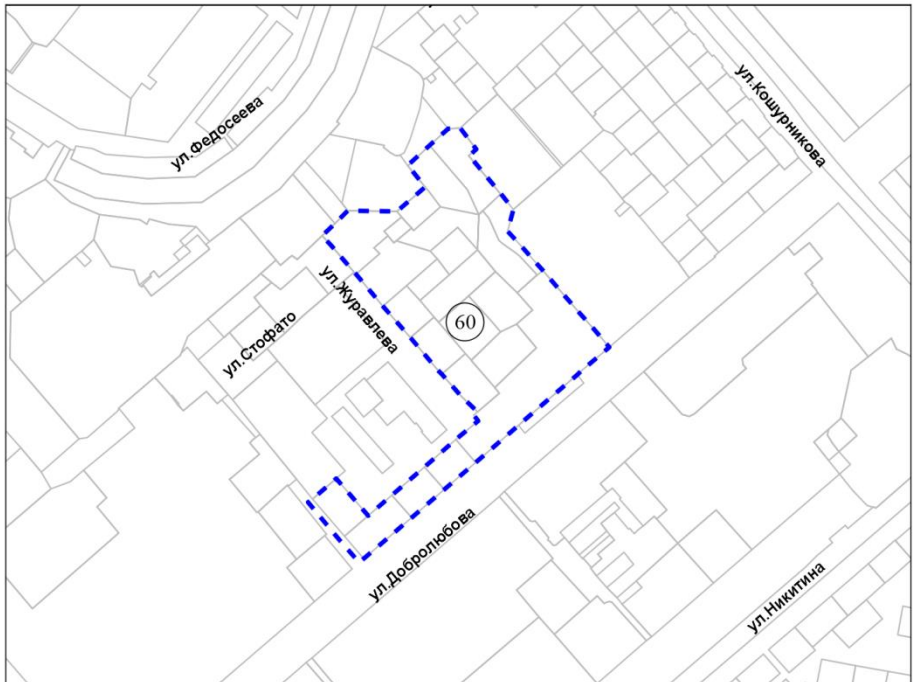 ул.Федосеева
ул.Кошурникова
ул.Журавлева
ул.Стофато
60
ул.Добролюбова
ул.Никитина